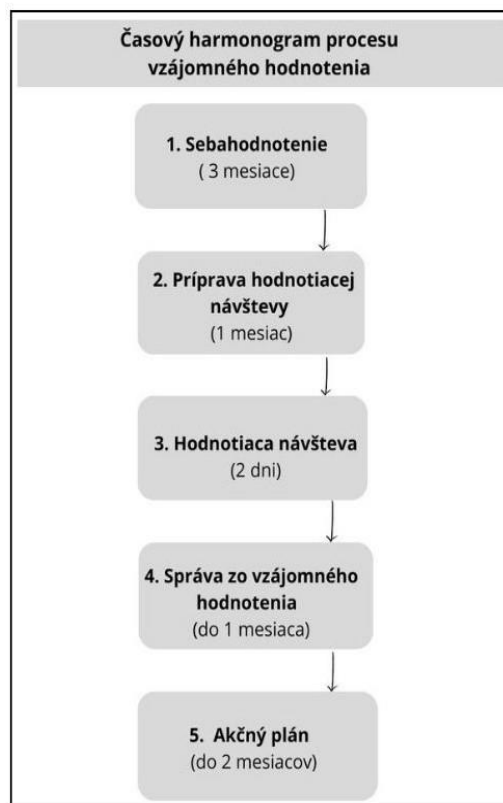 Časový harmonogram procesu
vzájomného hodnotenia
1. Sebahodnotenie
( 3 mesiace)
2. Príprava hodnotiacej
návštevy
(1 mesiac)
3. Hodnotiaca návšteva
(2 dni)
4. Správa zo vzájomného
hodnotenia
(do 1 mesiaca)
5. Akčný plán
(do 2 mesiacov)